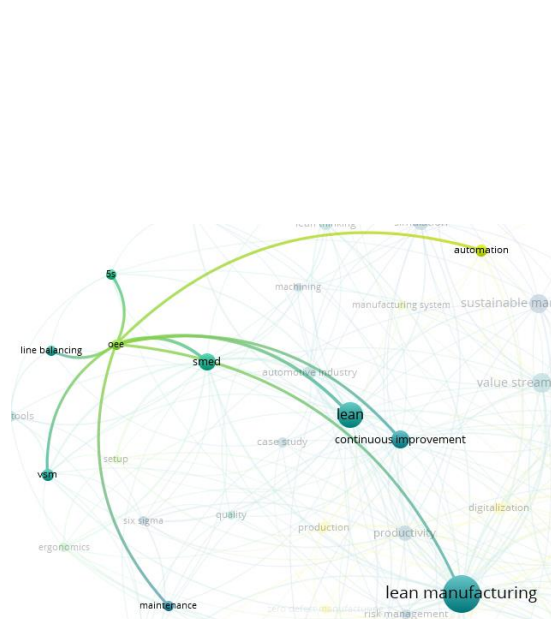 lean thinking
automation
5s
machining
manufacturing system
sustainable ma
oee
line balancing
smed
automotive industry
value stream
lean
tools
case study
continuous improvement
setup
vsm
digitalization
quality
six sigma
production
productivity
ergonomics
lean manufacturing
maintenance
risk management